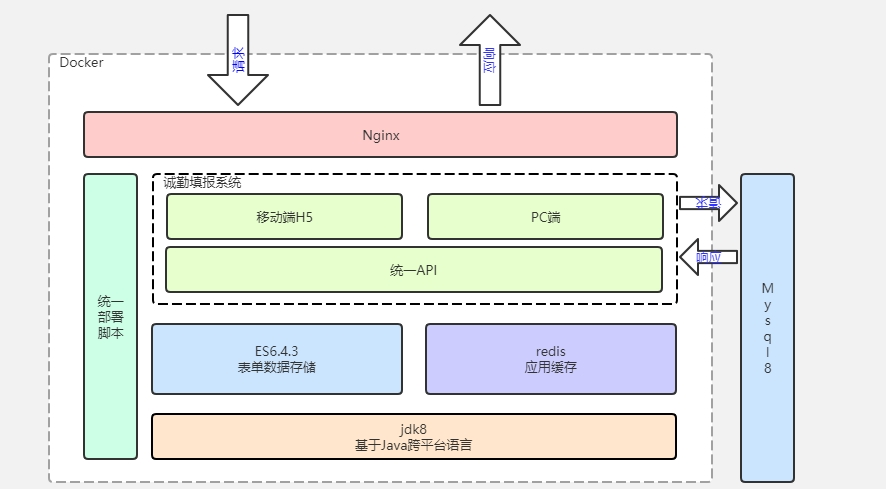 请求
响应
Docker
Nginx
诚勤填报系统
移动端H5
PC端
统一API
请求
响应
统一
部署
脚本
ES6.4.3
表单数据存储
redis
应用缓存
jdk8
基于Java跨平台语言
M
y
s
q
l
8